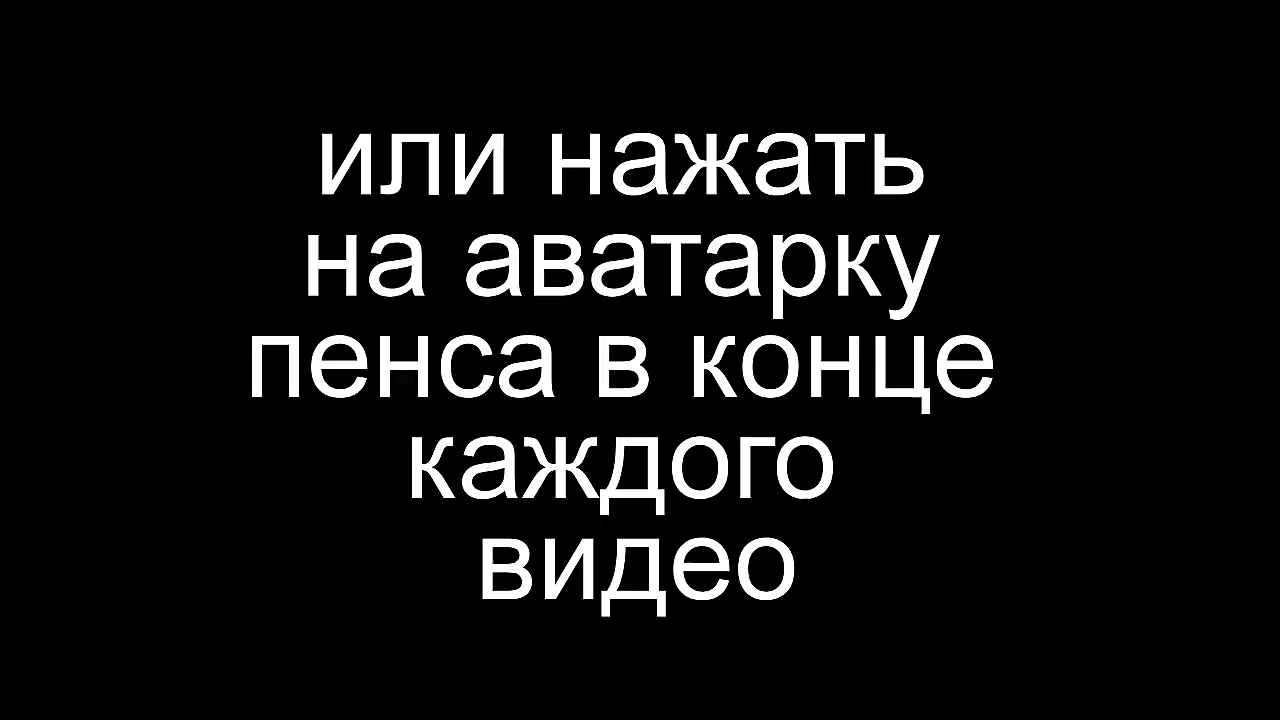 или нажать
на аватарку
пенса в конце
каждого
видео